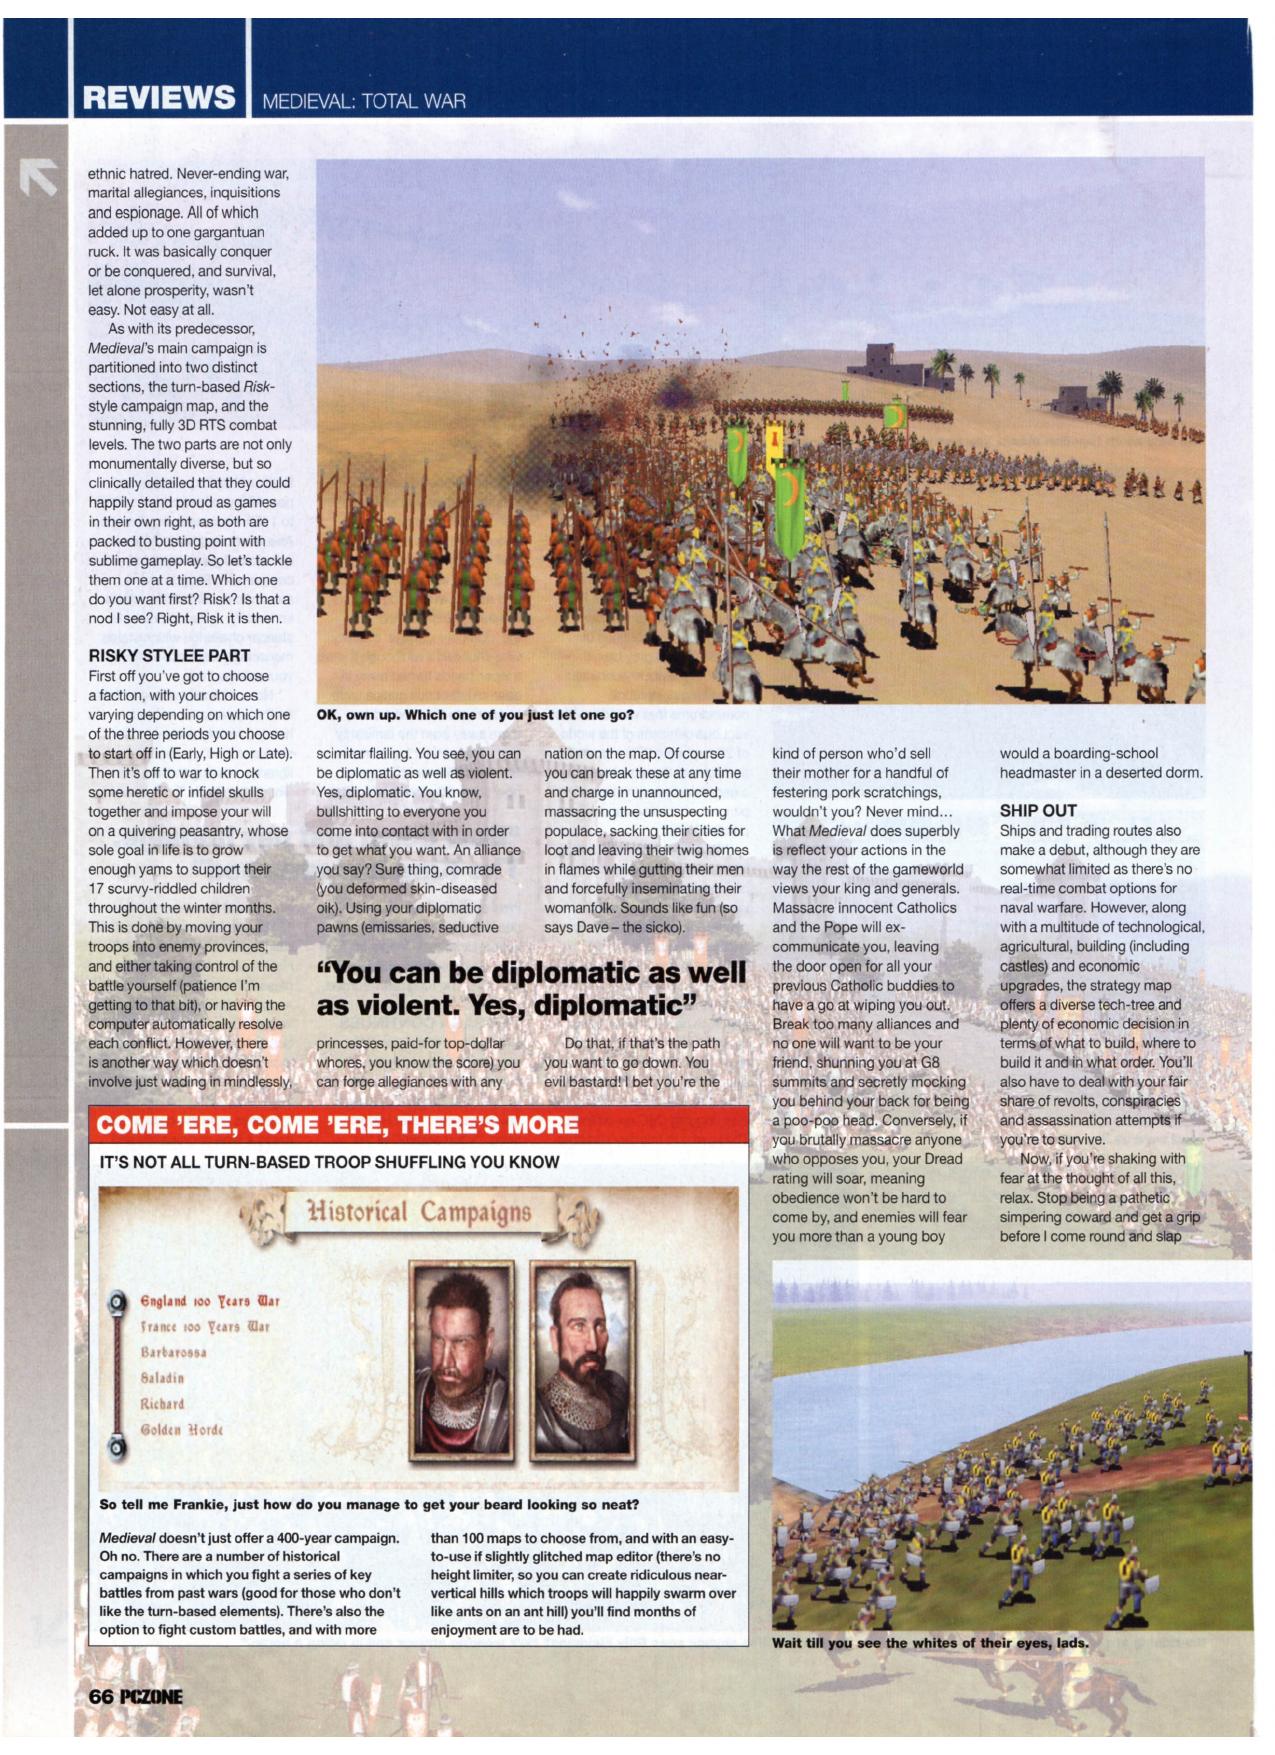 REVIEWS
MEDIEVAL: TOTAL WAR
ethnic hatred. Never-ending war,
marital allegiances, inquisitions
and espionage. All of which
added up to one gargantuan
ruck. It was basically conquer
or be conquered, and survival,
let alone prosperity, wasn't
easy. Not easy at all.
As with its predecessor,
Medieval's main campaign is
partitioned into two distinct
sections, the turn-based Risk-
style campaign map, and the
stunning, fully 3D RTS combat
levels. The two parts are not only
monumentally diverse, but so
clinically detailed that they could
happily stand proud as games
in their own right, as both are
packed to busting point with
sublime gameplay. So let's tackle
them one at a time. Which one
do you want first? Risk? Is that a
nod I see? Right, Risk it is then.
RISKY STYLEE PART
First off you've got to choose
a faction, with your choices
varying depending on which one
of the three periods you choose
to start off in (Early, High or Late).
Then it's off to war to knock
some heretic or infidel skulls
together and impose your will
on a quivering peasantry, whose
sole goal in life is to grow
enough yams to support their
17 scurvy-riddled children
throughout the winter months.
This is done by moving your
troops into enemy provinces,
and either taking control of the
battle yourself (patience I'm
getting to that bit), or having the
computer automatically resolve
each conflict. However, there
is another way which doesn't
involve just wading in mindlessly,
OK, own up. Which one of you just let one go?
scimitar flailing. You see, you can
be diplomatic as well as violent.
Yes, diplomatic. You know,
bullshitting to everyone you
come into contact with in order
to get what you want. An alliance
you say? Sure thing, comrade
(you deformed skin-diseased
oik). Using your diplomatic
pawns (emissaries, seductive
"You can be diplomatic as well
as violent. Yes, diplomatic"
princesses, paid-for top-dollar
whores, you know the score) you
can forge allegiances with any
nation on the map. Of course
you can break these at any time
and charge in unannounced,
massacring the unsuspecting
populace, sacking their cities for
loot and leaving their twig homes
in flames while gutting their men
and forcefully inseminating their
womanfolk. Sounds like fun (so
says Dave – the sicko).
Do that, if that's the path
you want to go down. You
evil bastard! I bet you're the
kind of person who'd sell
their mother for a handful of
festering pork scratchings,
wouldn't you? Never mind...
What Medieval does superbly
is reflect your actions in the
way the rest of the gameworld
views your king and generals.
Massacre innocent Catholics
and the Pope will ex-
communicate you, leaving
the door open for all your
previous Catholic buddies to
have a go at wiping you out.
Break too many alliances and
no one will want to be your
friend, shunning you at G8
summits and secretly mocking
you behind your back for being
a poo-poo head. Conversely, if
you brutally massacre anyone
who opposes you, your Dread
rating will soar, meaning
obedience won't be hard to
come by, and enemies will fear
you more than a young boy
would a boarding-school
headmaster in a deserted dorm.
SHIP OUT
Ships and trading routes also
make a debut, although they are
somewhat limited as there's no
real-time combat options for
naval warfare. However, along
with a multitude of technological,
agricultural, building (including
castles) and economic
upgrades, the strategy map
offers a diverse tech-tree and
plenty of economic decision in
terms of what to build, where to
build it and in what order. You'll
also have to deal with your fair
share of revolts, conspiracies
and assassination attempts if
you're to survive.
Now, if you're shaking with
fear at the thought of all this,
relax. Stop being a pathetic
simpering coward and get a grip
before I come round and slap
COME 'ERE, COME 'ERE, THERE'S MORE
IT'S NOT ALL TURN-BASED TROOP SHUFFLING YOU KNOW
Historical Campaigns
England 100 Years War
France 100 Years War
Barbarossa
Saladin
Richard
Golden Horde
So tell me Frankie, just how do you manage to get your beard looking so neat?
Medieval doesn't just offer a 400-year campaign.
Oh no. There are a number of historical
campaigns in which you fight a series of key
battles from past wars (good for those who don't
like the turn-based elements). There's also the
option to fight custom battles, and with more
than 100 maps to choose from, and with an easy-
to-use if slightly glitched map editor (there's no
height limiter, so you can create ridiculous near-
vertical hills which troops will happily swarm over
like ants on an ant hill) you'll find months of
enjoyment are to be had.
Wait till you see the whites of their eyes, lads.
66 PCZONE